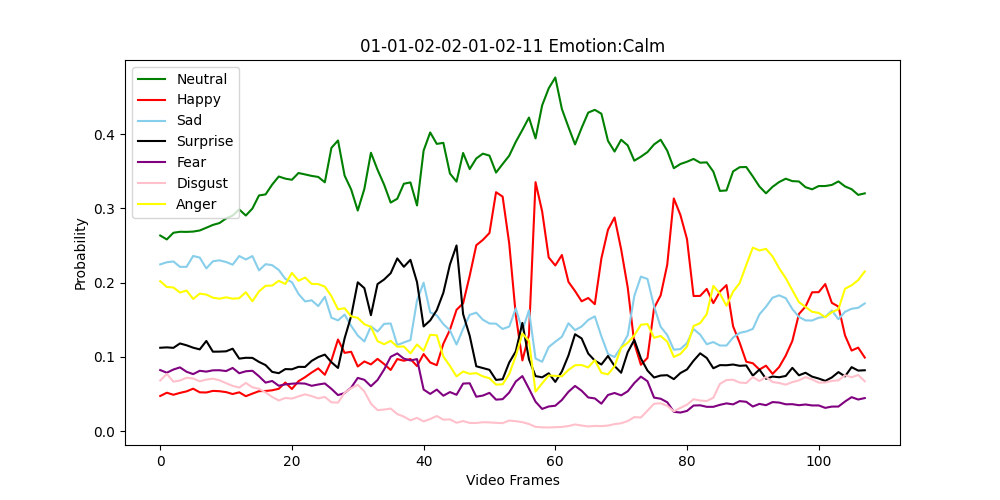 01-01-02-02-01-02-11 Emotion:Calm
Neutral
Happy
Sad
Surprise
Fear
Disgust
Anger
Probability
0.4
0.3
0.2
0.1
0.0
0 20 40 60 80 100
Video Frames